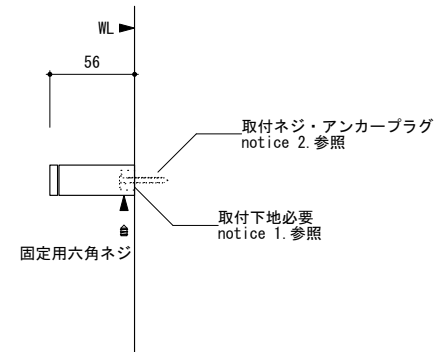 WL
56
取付ネジ・アンカープラグ
notice 2.参照
取付下地必要
notice 1.参照
固定用六角ネジ